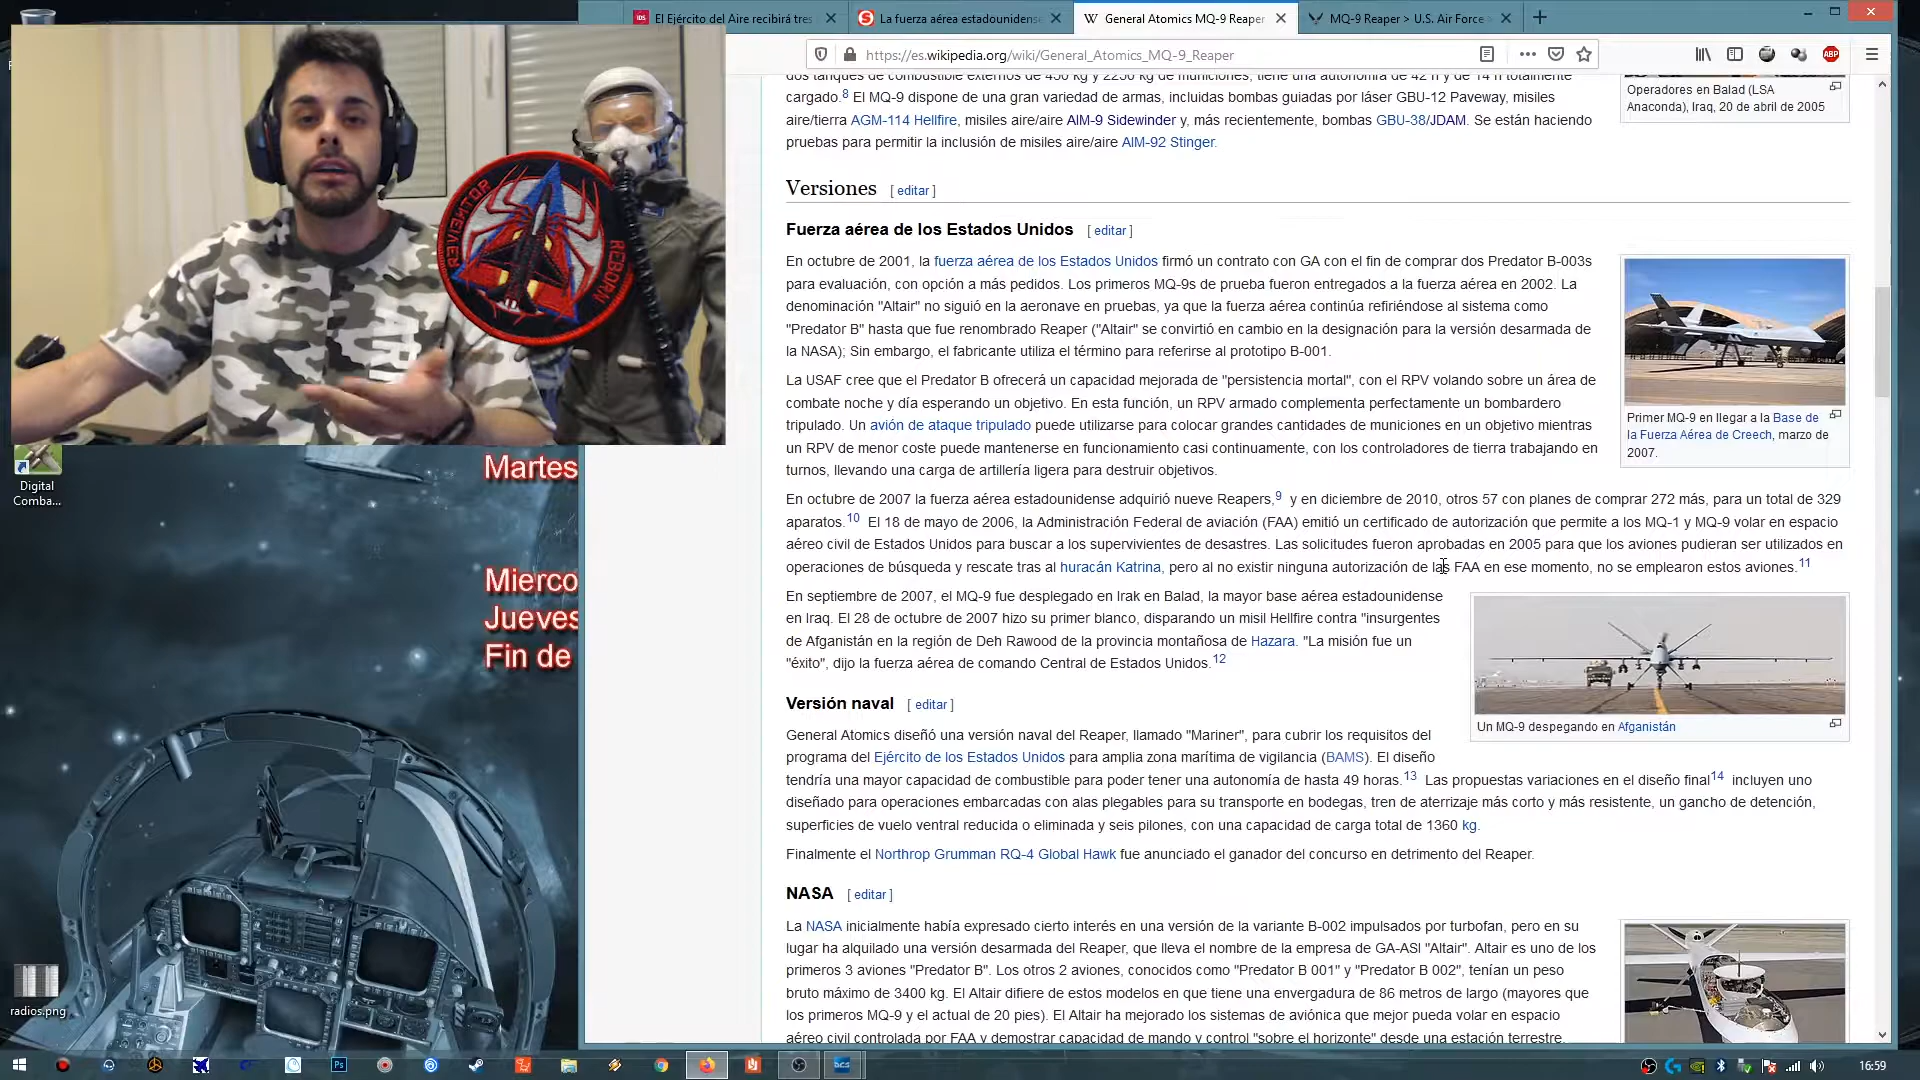 El Ejército del Aire recibirá tres
La fuerza aérea estadounidens
General Atomics MQ-9 Reaper
MQ-9 Reaper > U.S. Air Force >
https://es.wikipedia.org/wiki/General_Atomics_MQ-9_Reaper
ABP
dos tanques de combustible externos de 450 kg y 2250 kg de municiones, tiene una autonomía de 42 h y de 14 h totalmente
cargado.8 El MQ-9 dispone de una gran variedad de armas, incluidas bombas guiadas por láser GBU-12 Paveway, misiles
aire/tierra AGM-114 Hellfire, misiles aire/aire AIM-9 Sidewinder y, más recientemente, bombas GBU-38/JDAM. Se están haciendo
pruebas para permitir la inclusión de misiles aire/aire AIM-92 Stinger.
Operadores en Balad (LSA
Anaconda), Iraq, 20 de abril de 2005
Versiones [ editar ]
Fuerza aérea de los Estados Unidos [ editar ]
En octubre de 2001, la fuerza aérea de los Estados Unidos firmó un contrato con GA con el fin de comprar dos Predator B-003s
para evaluación, con opción a más pedidos. Los primeros MQ-9s de prueba fueron entregados a la fuerza aérea en 2002. La
denominación "Altair" no siguió en la aeronave en pruebas, ya que la fuerza aérea continúa refiriéndose al sistema como
"Predator B" hasta que fue renombrado Reaper ("Altair" se convirtió en cambio en la designación para la versión desarmada de
la NASA); Sin embargo, el fabricante utiliza el término para referirse al prototipo B-001.
La USAF cree que el Predator B ofrecerá un capacidad mejorada de "persistencia mortal", con el RPV volando sobre un área de
combate noche y día esperando un objetivo. En esta función, un RPV armado complementa perfectamente un bombardero
tripulado. Un avión de ataque tripulado puede utilizarse para colocar grandes cantidades de municiones en un objetivo mientras
un RPV de menor coste puede mantenerse en funcionamiento casi continuamente, con los controladores de tierra trabajando en
turnos, llevando una carga de artillería ligera para destruir objetivos.
Primer MQ-9 en llegar a la Base de
la Fuerza Aérea de Creech, marzo de
2007.
En octubre de 2007 la fuerza aérea estadounidense adquirió nueve Reapers,9 y en diciembre de 2010, otros 57 con planes de comprar 272 más, para un total de 329
aparatos.10 El 18 de mayo de 2006, la Administración Federal de aviación (FAA) emitió un certificado de autorización que permite a los MQ-1 y MQ-9 volar en espacio
aéreo civil de Estados Unidos para buscar a los supervivientes de desastres. Las solicitudes fueron aprobadas en 2005 para que los aviones pudieran ser utilizados en
operaciones de búsqueda y rescate tras al huracán Katrina, pero al no existir ninguna autorización de las FAA en ese momento, no se emplearon estos aviones.11
En septiembre de 2007, el MQ-9 fue desplegado en Irak en Balad, la mayor base aérea estadounidense
en Iraq. El 28 de octubre de 2007 hizo su primer blanco, disparando un misil Hellfire contra "insurgentes
de Afganistán en la región de Deh Rawood de la provincia montañosa de Hazara. "La misión fue un
"éxito", dijo la fuerza aérea de comando Central de Estados Unidos.12
Un MQ-9 despegando en Afganistán
Versión naval [ editar ]
General Atomics diseñó una versión naval del Reaper, llamado "Mariner", para cubrir los requisitos del
programa del Ejército de los Estados Unidos para amplia zona marítima de vigilancia (BAMS). El diseño
tendría una mayor capacidad de combustible para poder tener una autonomía de hasta 49 horas.13 Las propuestas variaciones en el diseño final14 incluyen uno
diseñado para operaciones embarcadas con alas plegables para su transporte en bodegas, tren de aterrizaje más corto y más resistente, un gancho de detención,
superficies de vuelo ventral reducida o eliminada y seis pilones, con una capacidad de carga total de 1360 kg.
Finalmente el Northrop Grumman RQ-4 Global Hawk fue anunciado el ganador del concurso en detrimento del Reaper.
NASA [ editar ]
La NASA inicialmente había expresado cierto interés en una versión de la variante B-002 impulsados por turbofan, pero en su
lugar ha alquilado una versión desarmada del Reaper, que lleva el nombre de la empresa de GA-ASI "Altair". Altair es uno de los
primeros 3 aviones "Predator B". Los otros 2 aviones, conocidos como "Predator B 001" y "Predator B 002", tenían un peso
bruto máximo de 3400 kg. El Altair difiere de estos modelos en que tiene una envergadura de 86 metros de largo (mayores que
los primeros MQ-9 y el actual de 20 pies). El Altair ha mejorado los sistemas de aviónica que mejor pueda volar en espacio
aéreo civil controlada por FAA y demostrar capacidad de mando y control "sobre el horizonte" desde una estación terrestre.
REVIENTOR
REBORN
Martes
Mierco
Jueves
Fin de
Digital
Comba...
radios.png
Ps
DCS
16:59